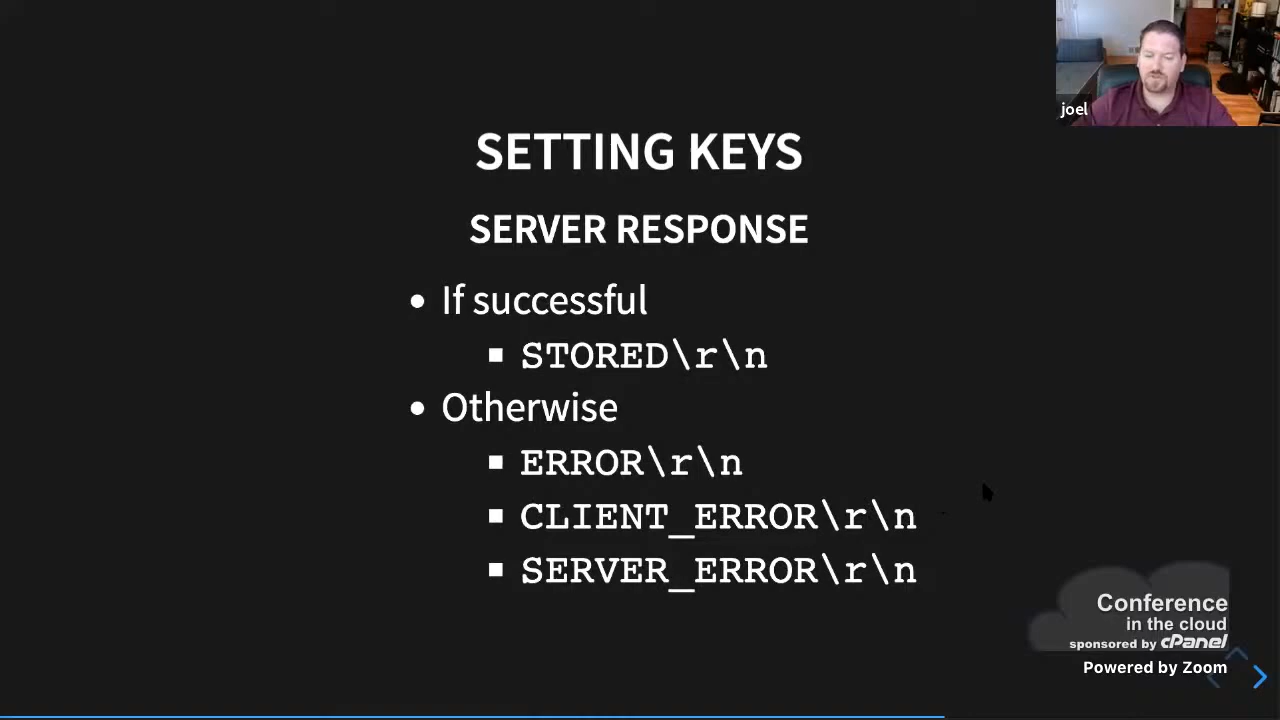 joel
SETTING KEYS
SERVER RESPONSE
• If successful
▪ STORED\r\n
• Otherwise
▪ ERROR\r\n
▪ CLIENT_ERROR\r\n
▪ SERVER_ERROR\r\n
Conference
in the cloud
sponsored by cPanel
Powered by Zoom